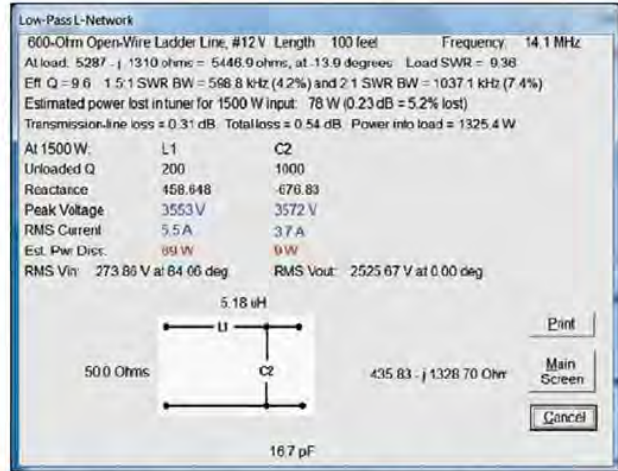 Low-Pass L-Network
600-Ohm Open-Wire Ladder Line, #12 V Length 100 feet Frequency 14.1 MHz
At load: 5287 - j 1310 ohms = 5446.9 ohms, at -13.9 degrees Load SWR = 9.36
Eff. Q = 9.6 1.5:1 SWR BW = 598.8 kHz (4.2%) and 2:1 SWR BW = 1037.1 kHz (7.4%)
Estimated power lost in tuner for 1500 W input: 78 W (0.23 dB = 5.2% lost)
Transmission-line loss = 0.31 dB Total loss = 0.54 dB Power into load = 1325.4 W
At 1500 W: L1 C2
Unloaded Q 200 1000
Reactance 458.648 -676.83
Peak Voltage 3553 V 3572 V
RMS Current 5.5 A 3.7 A
Est. Pwr Diss. 69 W 9 W
RMS Vin: 273.86 V at 84.06 deg. RMS Vout: 2525.67 V at 0.00 deg
5.18 uH
L1
50.0 Ohms C2 435.83 - j 1328.70 Ohm
16.7 pF
Print
Main Screen
Cancel